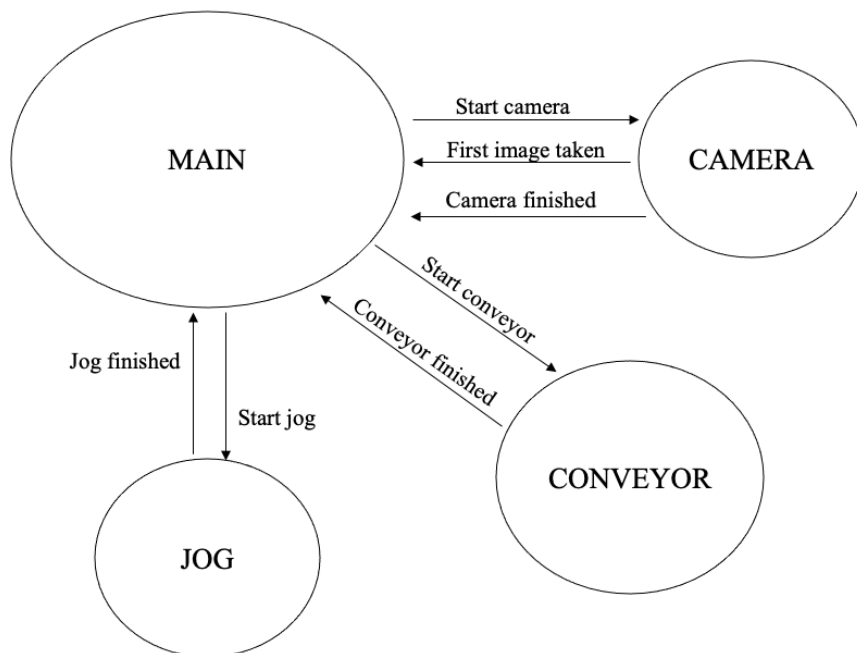 MAIN
Start camera
First image taken
Camera finished
CAMERA
Start conveyor
Conveyor finished
Jog finished
Start jog
CONVEYOR
JOG